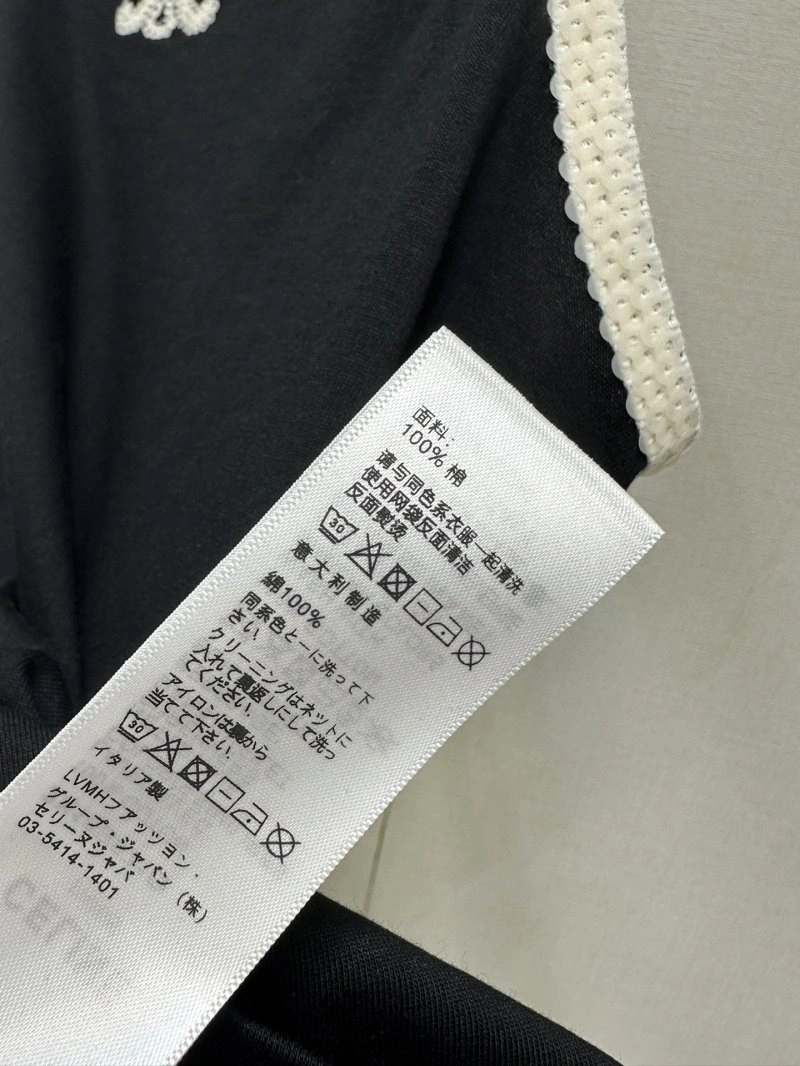 面料:
100% 棉
请与同色系衣服一起清洗
使用网袋反面清洁
反面熨烫
30
意大利制造
綿100%
同系色と一に洗って下
さい.
クリーニングはネットに
入れて裏返しにして洗っ
てください.
アイロンは裏から
当てて下さい.
30
イタリア製
LVMHファッツョン・
グループ・ジャパン (株)
セリーヌジャパ
03-5414-1401